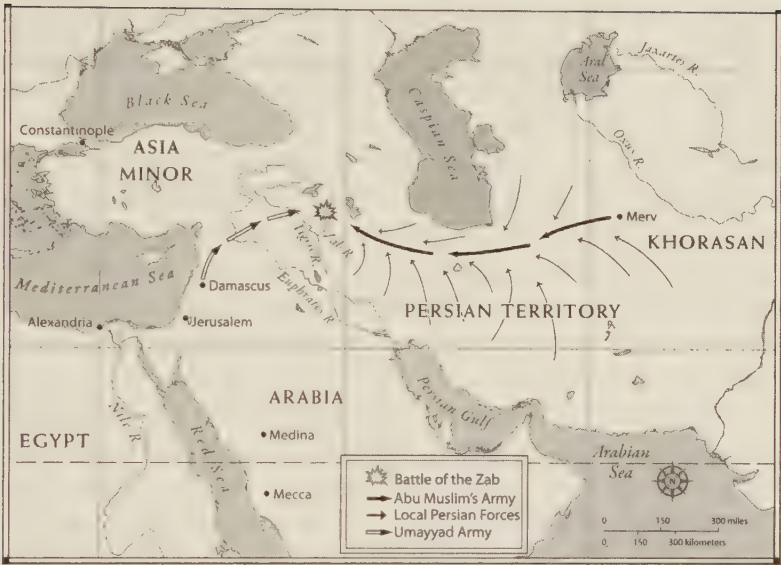 Black Sea
Constantinople
ASIA
MINOR
Caspian Sea
Aral
Sea
Jaxartes R.
Oxus R.
Merv
KHORASAN
Tigris R.
Euphrates R.
Mediterranean Sea
Damascus
Jerusalem
Alexandria
PERSIAN TERRITORY
Persian Gulf
ARABIA
EGYPT
Nile R.
Red Sea
Medina
Mecca
Arabian
Sea
N
Battle of the Zab
Abu Muslim's Army
Local Persian Forces
Umayyad Army
0 150 300 miles
0 150 300 kilometers